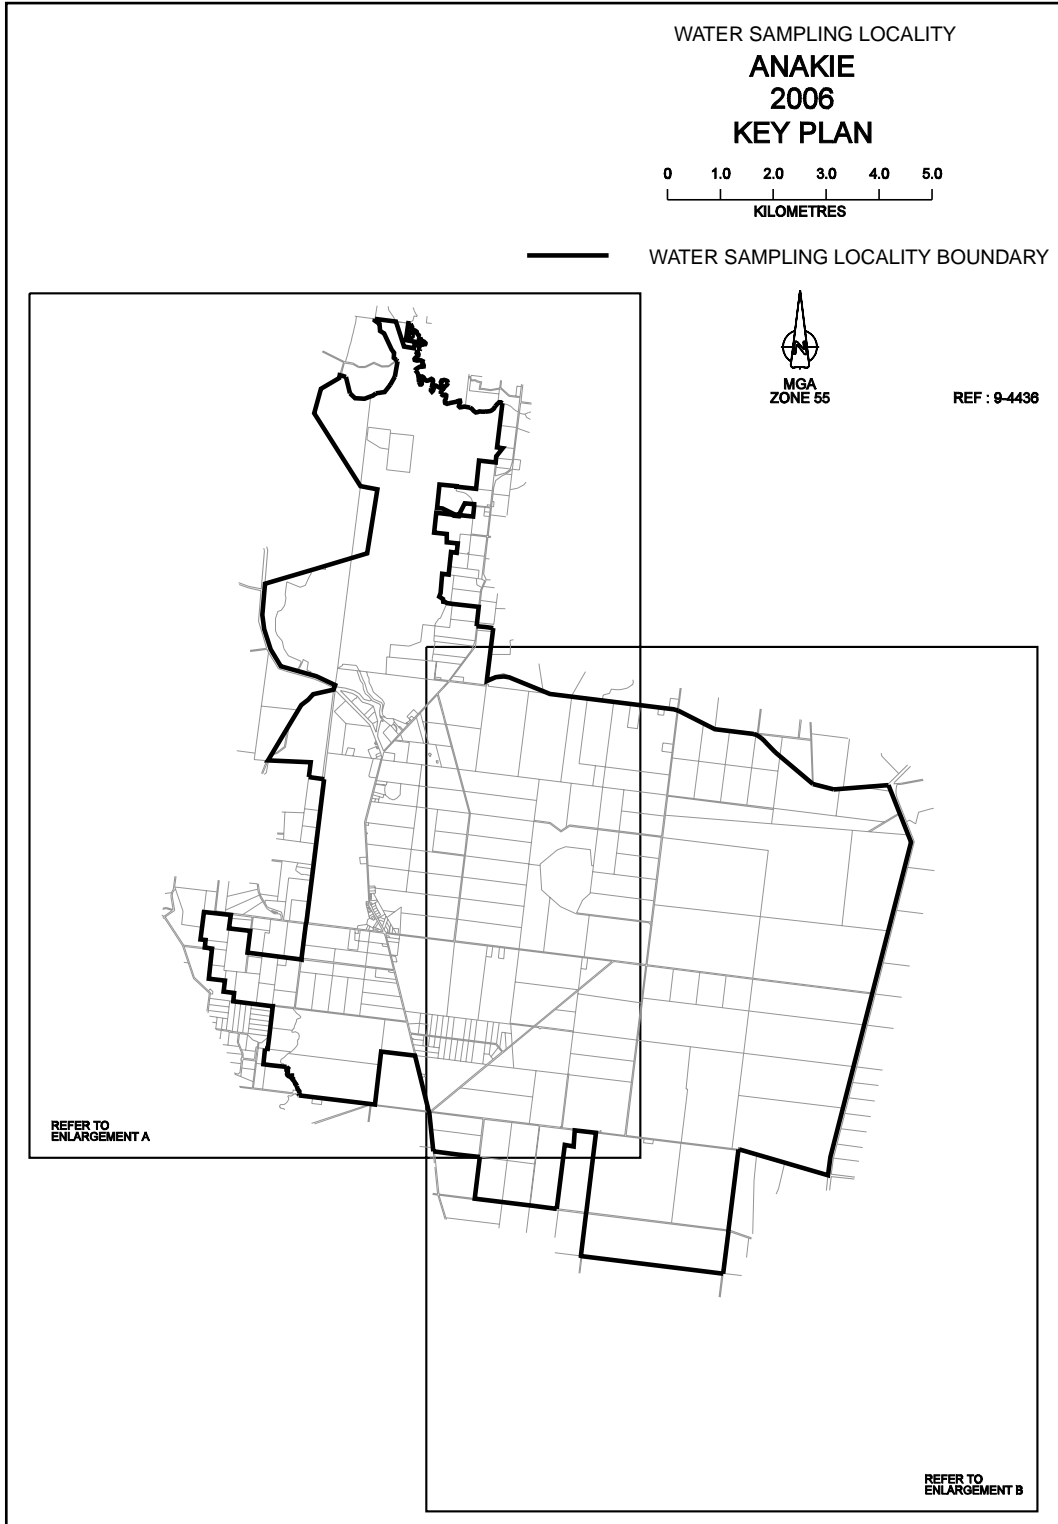 WATER SAMPLING LOCALITY
ANAKIE
2006
KEY PLAN
0 1.0 2.0 3.0 4.0 5.0
KILOMETRES
WATER SAMPLING LOCALITY BOUNDARY
N
MGA
ZONE 55
REF : 9-4436
REFER TO
ENLARGEMENT A
REFER TO
ENLARGEMENT B